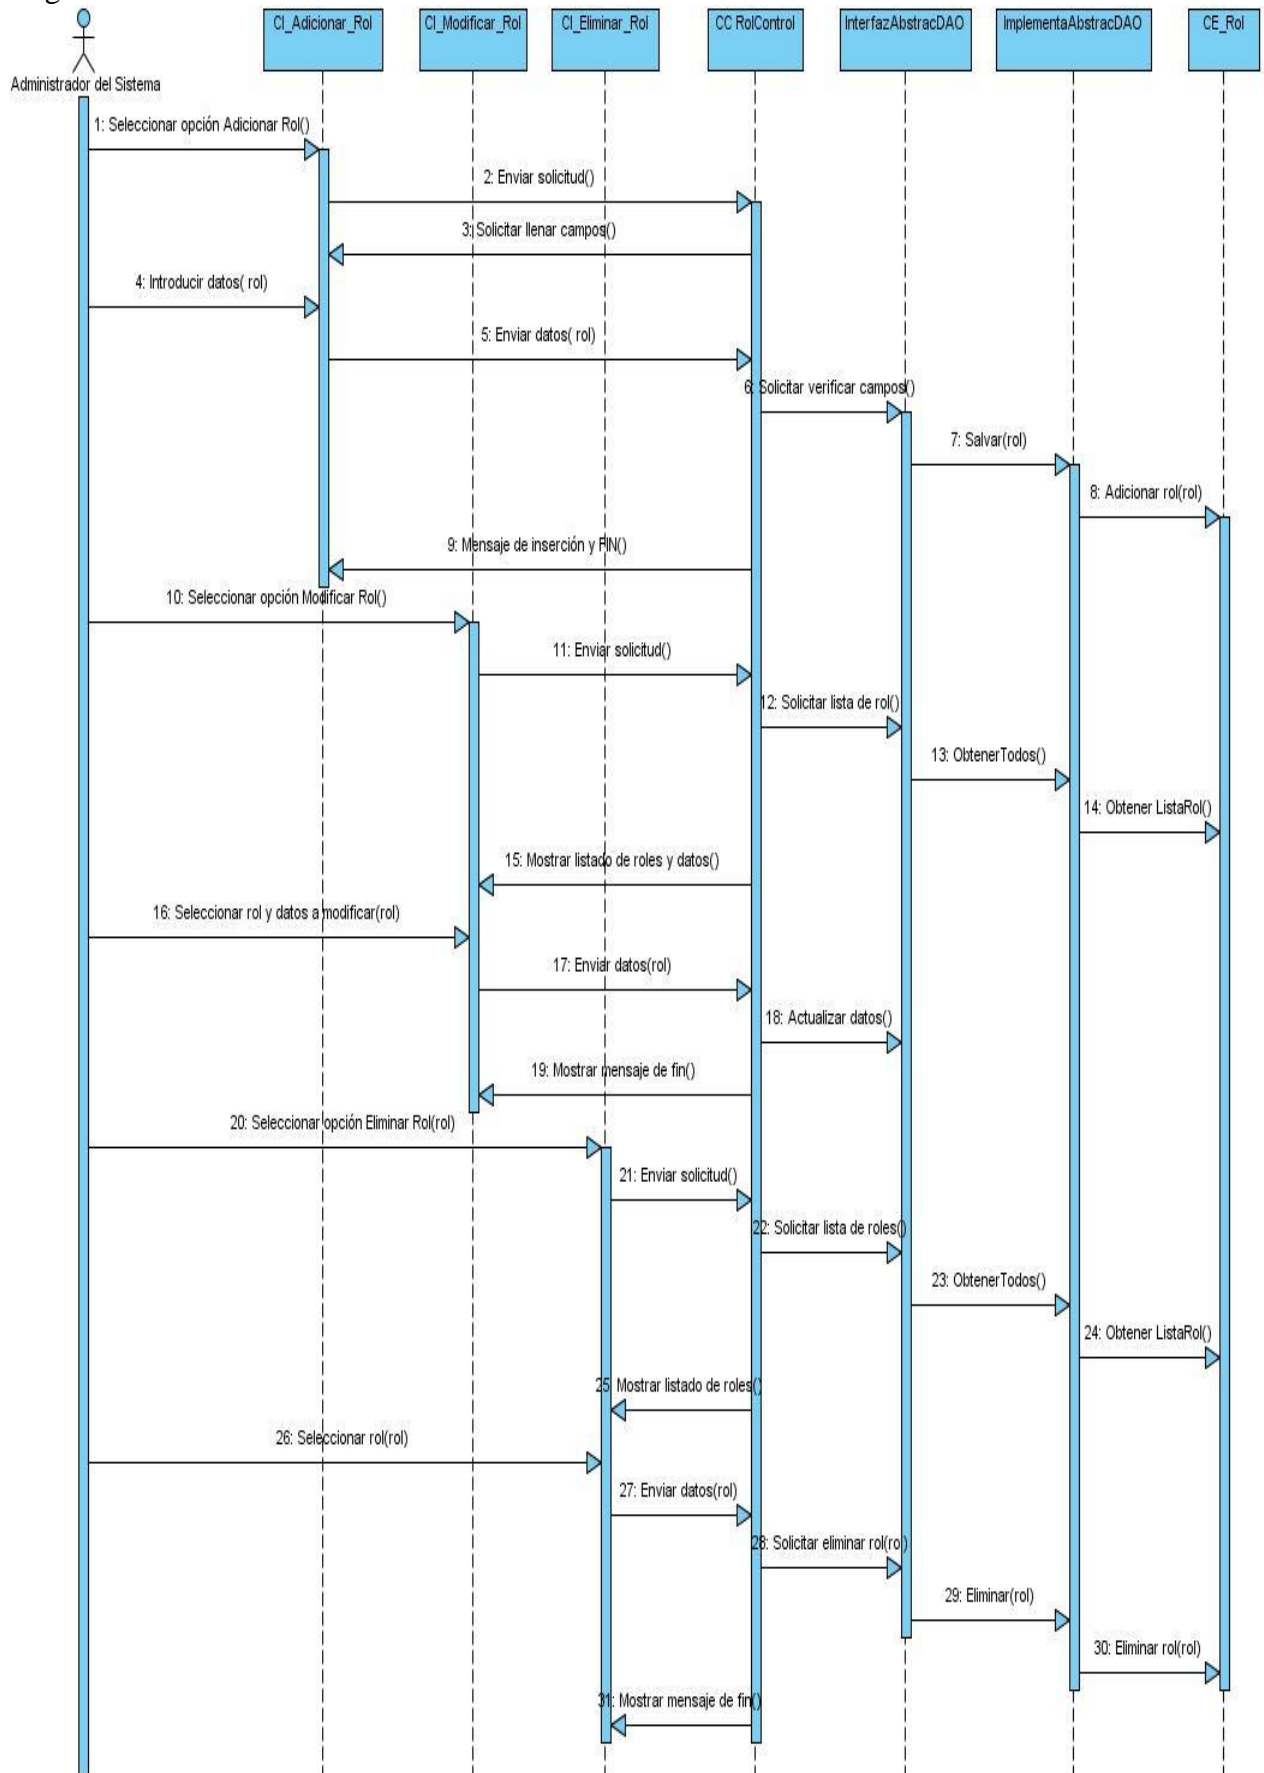 CI_Adicionar_Rol
CI_Modificar_Rol
CI_Eliminar_Rol
CC RolControl
InterfazAbstracDAO
ImplementaAbstracDAO
CE_Rol
Administrador del Sistema
1: Seleccionar opción Adicionar Rol()
2: Enviar solicitud()
3: Solicitar llenar campos()
4: Introducir datos( rol)
5: Enviar datos( rol)
6: Solicitar verificar campos()
7: Salvar(rol)
8: Adicionar rol(rol)
9: Mensaje de inserción y FIN()
10: Seleccionar opción Modificar Rol()
11: Enviar solicitud()
12: Solicitar lista de rol()
13: ObtenerTodos()
14: Obtener ListaRol()
15: Mostrar listado de roles y datos()
16: Seleccionar rol y datos a modificar(rol)
17: Enviar datos(rol)
18: Actualizar datos()
19: Mostrar mensaje de fin()
20: Seleccionar opción Eliminar Rol(rol)
21: Enviar solicitud()
22: Solicitar lista de roles()
23: ObtenerTodos()
24: Obtener ListaRol()
25: Mostrar listado de roles()
26: Seleccionar rol(rol)
27: Enviar datos(rol)
28: Solicitar eliminar rol(rol)
29: Eliminar(rol)
30: Eliminar rol(rol)
31: Mostrar mensaje de fin()